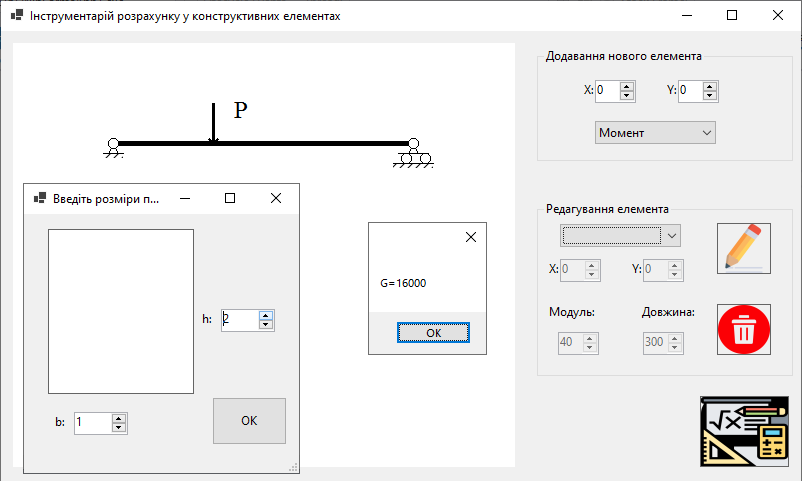 Інструментарій розрахунку у конструктивних елементах
P
Додавання нового елемента
X: 0 Y: 0
Момент
Введіть розміри п...
h: 2
b: 1
OK
G=16000
OK
Редагування елемента
X: 0 Y: 0
Модуль: Довжина:
40 300
√x